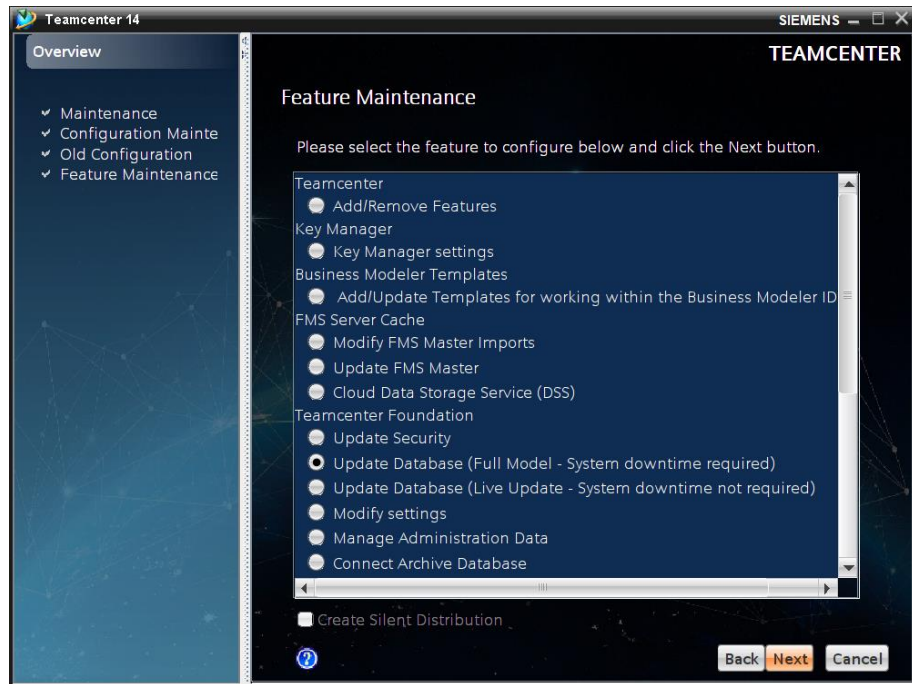 Teamcenter 14
SIEMENS
Overview
TEAMCENTER
Maintenance
Configuration Mainte
Old Configuration
Feature Maintenance
Feature Maintenance
Please select the feature to configure below and click the Next button.
Teamcenter
Add/Remove Features
Key Manager
Key Manager settings
Business Modeler Templates
Add/Update Templates for working within the Business Modeler ID
FMS Server Cache
Modify FMS Master Imports
Update FMS Master
Cloud Data Storage Service (DSS)
Teamcenter Foundation
Update Security
Update Database (Full Model - System downtime required)
Update Database (Live Update - System downtime not required)
Modify settings
Manage Administration Data
Connect Archive Database
Create Silent Distribution
? Back Next Cancel